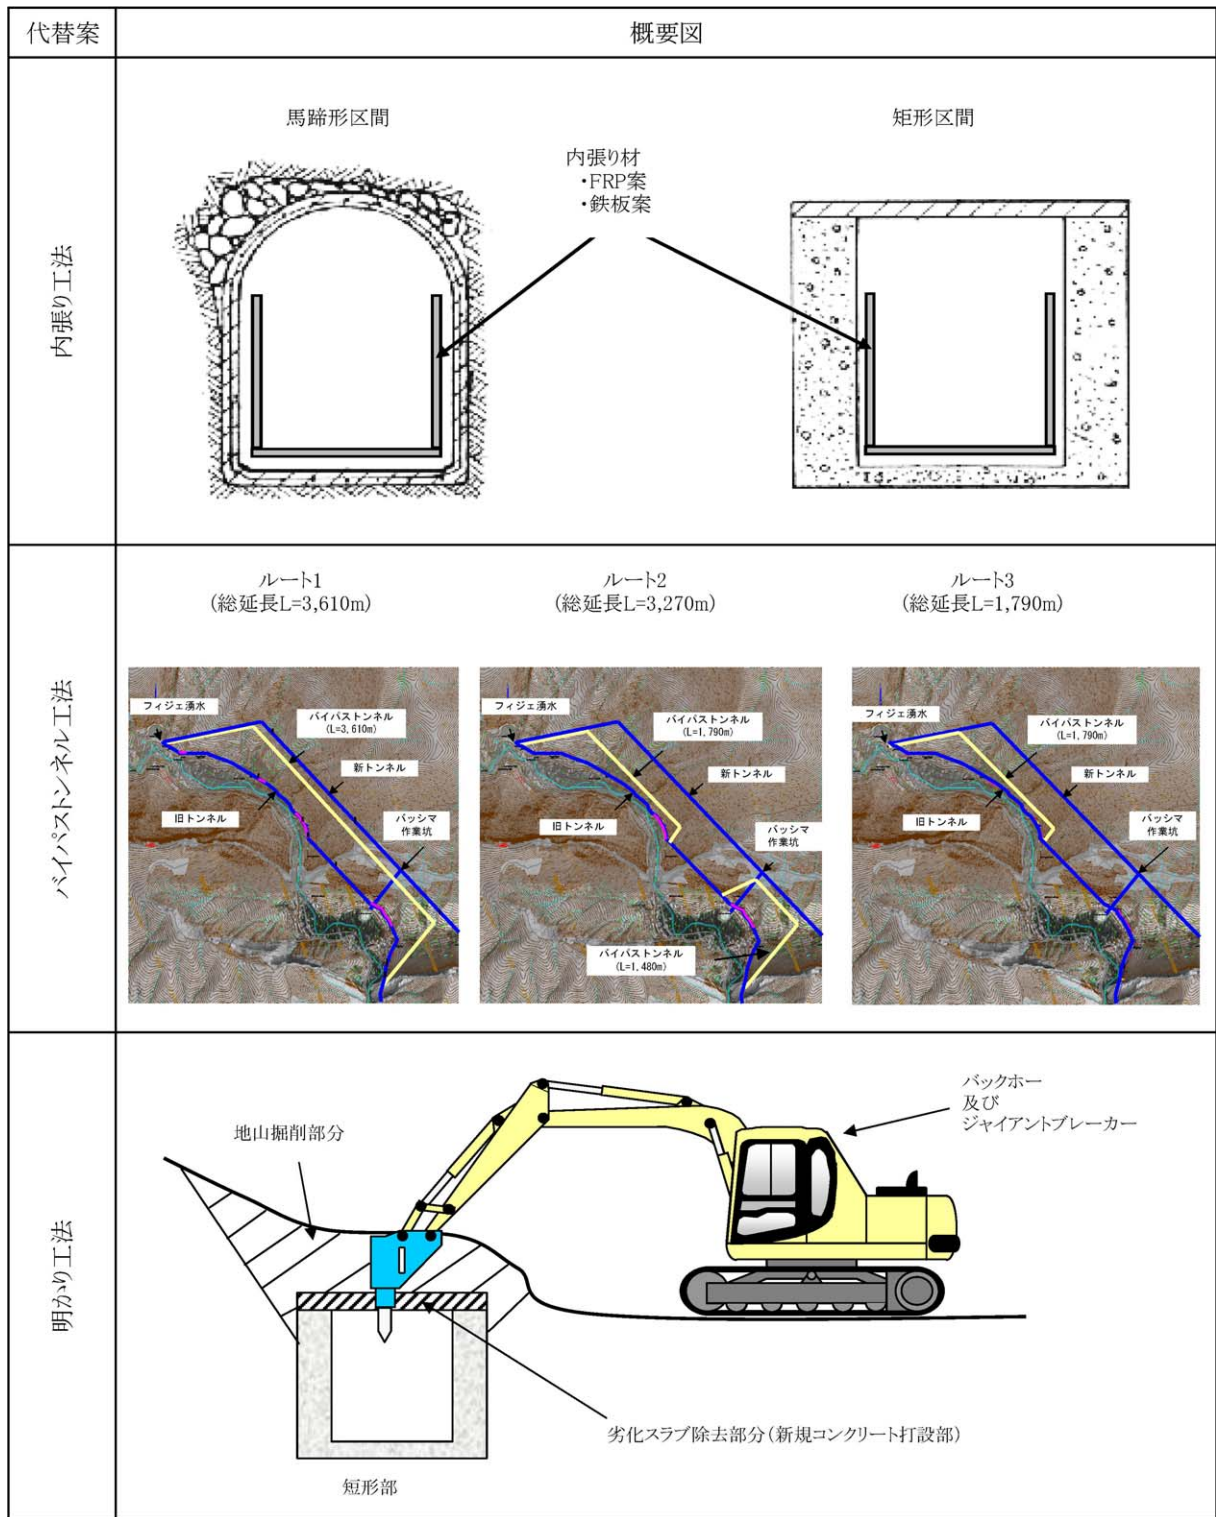 代替案
概要図
内張り工法
馬蹄形区間
矩形区間
内張り材
・FRP案
・鉄板案
バイパストンネル工法
ルート1
(総延長L=3,610m)
ルート2
(総延長L=3,270m)
ルート3
(総延長L=1,790m)
フィジェ湧水
バイパストンネル
(L=3,610m)
新トンネル
旧トンネル
バッシマ
作業坑
フィジェ湧水
バイパストンネル
(L=1,790m)
新トンネル
旧トンネル
バッシマ
作業坑
バイパストンネル
(L=1,480m)
フィジェ湧水
バイパストンネル
(L=1,790m)
新トンネル
旧トンネル
バッシマ
作業坑
明かり工法
地山掘削部分
バックホー
及び
ジャイアントブレーカー
劣化スラブ除去部分(新規コンクリート打設部)
短形部